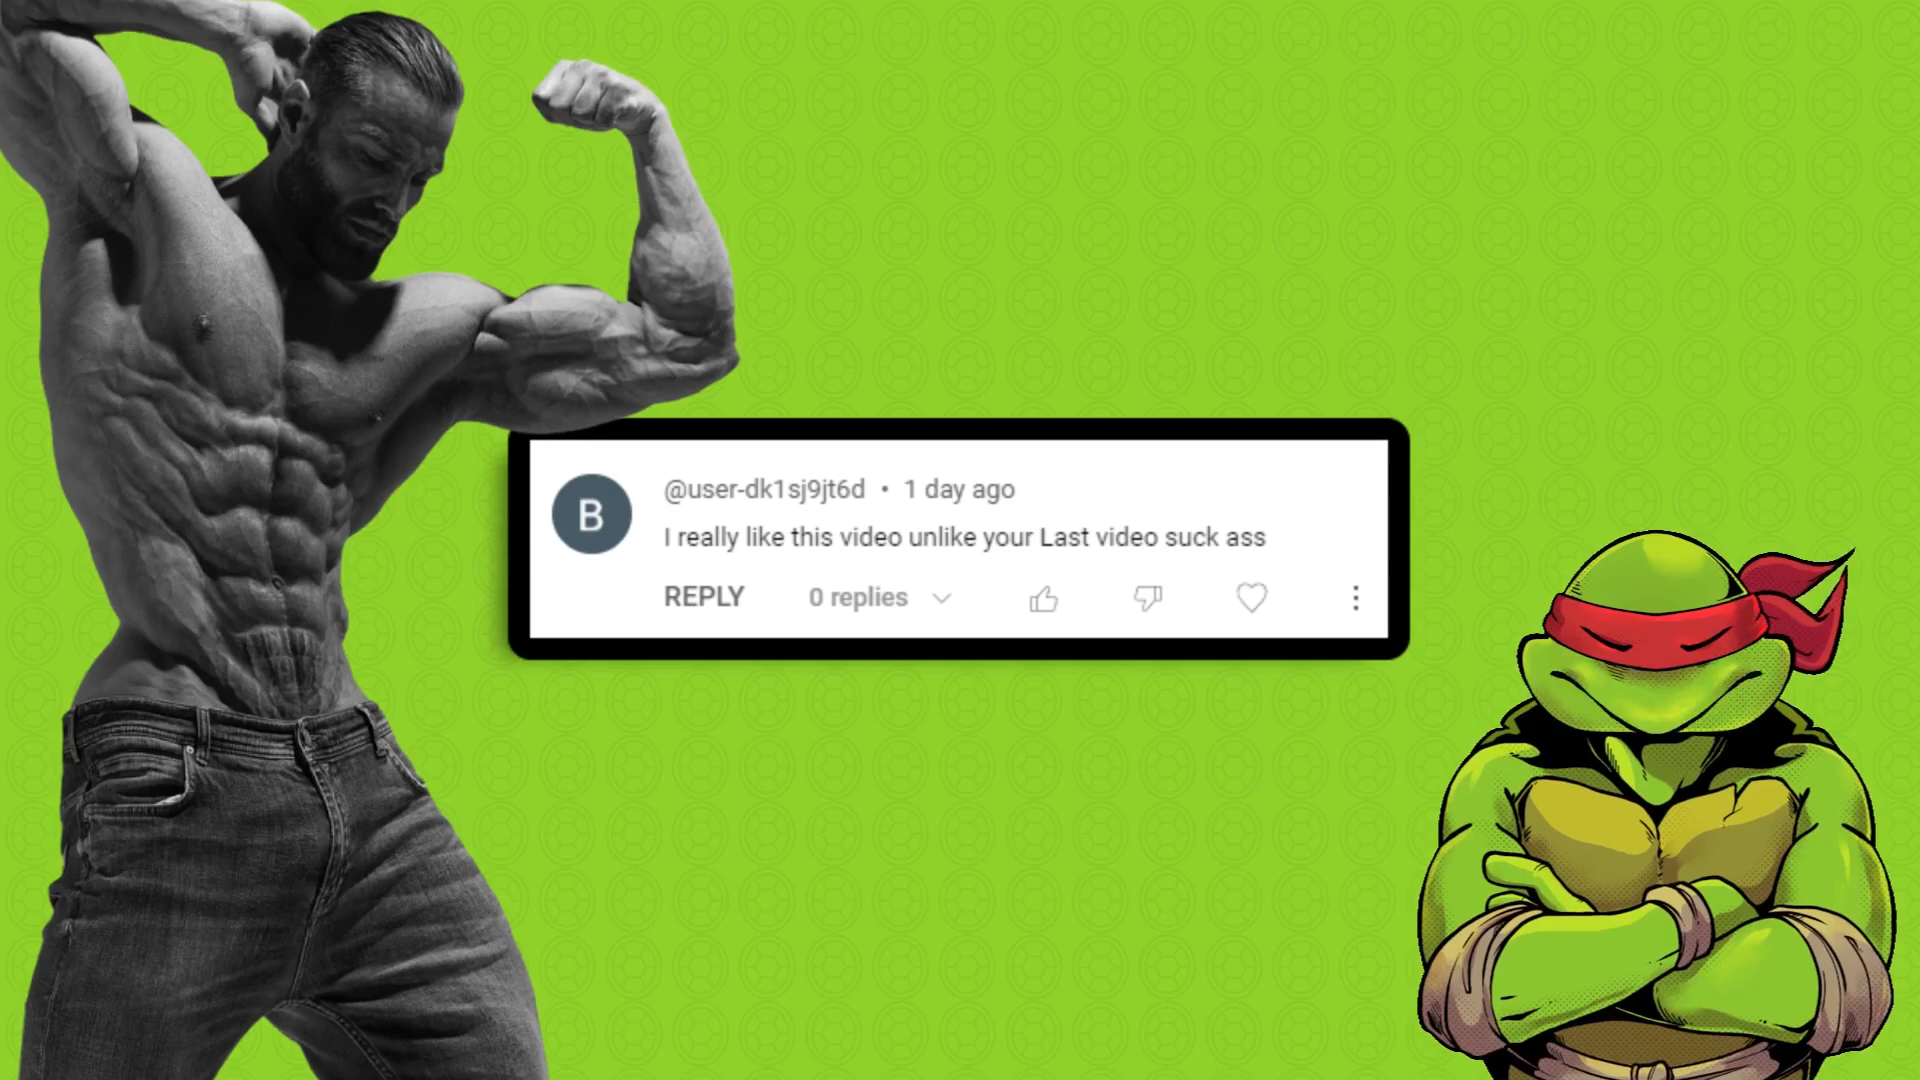 B
@user-dk1sj9jt6d • 1 day ago
I really like this video unlike your Last video suck ass
REPLY 0 replies